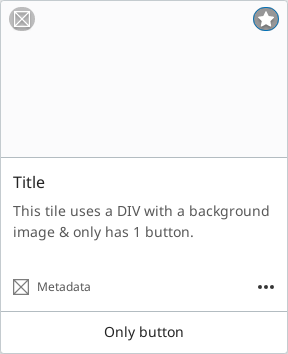 Title
This tile uses a DIV with a background
image & only has 1 button.
Metadata
Only button